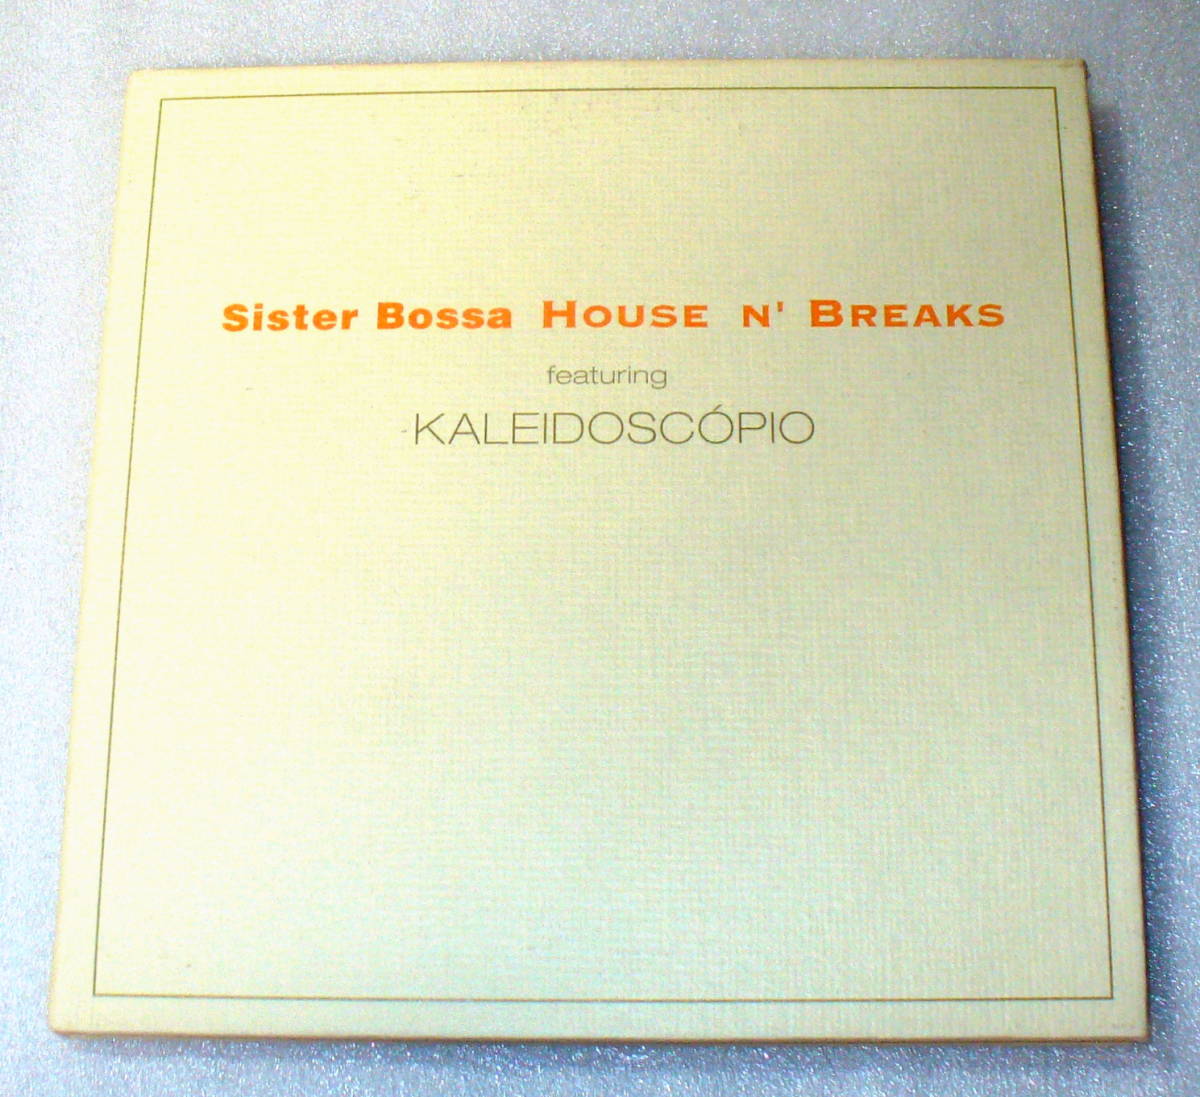 Sister Bossa HOUSE N' BREAKS
featuring
KALEIDOSCÓPIO